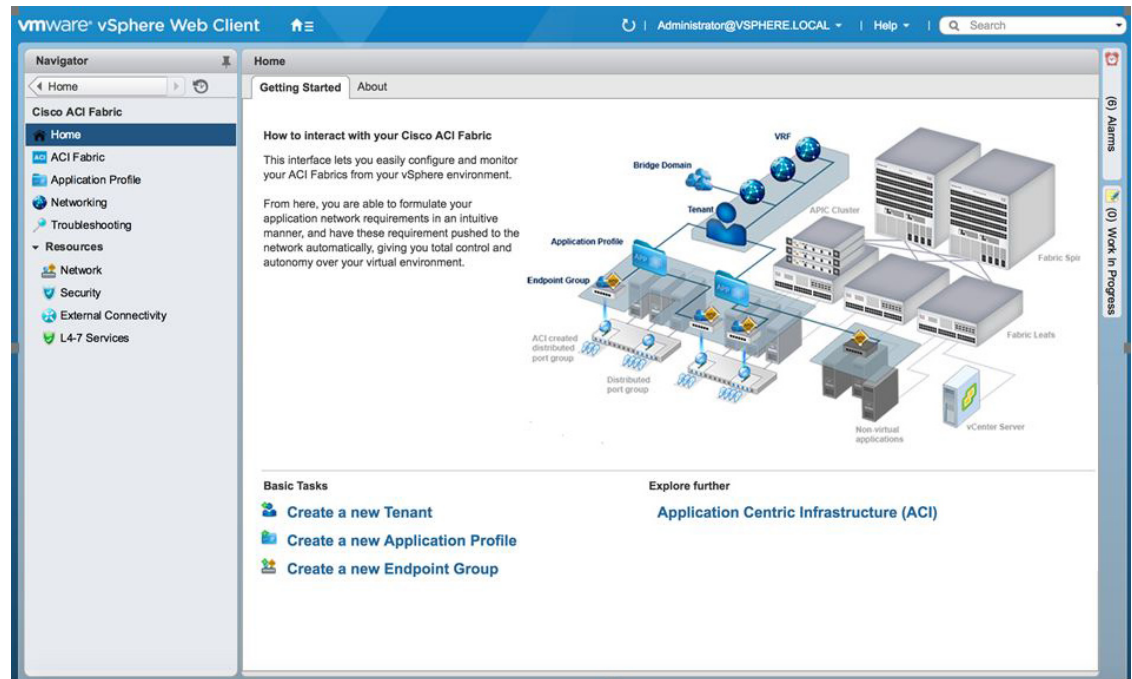 vmware® vSphere Web Client
Administrator@VSPHERE.LOCAL
Help
Search
Navigator
Home
Cisco ACI Fabric
Home
ACI Fabric
Application Profile
Networking
Troubleshooting
Resources
Network
Security
External Connectivity
L4-7 Services
Home
Getting Started
About
How to interact with your Cisco ACI Fabric
This interface lets you easily configure and monitor
your ACI Fabrics from your vSphere environment.
From here, you are able to formulate your
application network requirements in an intuitive
manner, and have these requirement pushed to the
network automatically, giving you total control and
autonomy over your virtual environment.
VRF
Bridge Domain
Tenant
APIC Cluster
Application Profile
Fabric Spin
Endpoint Group
APP
APP
Fabric Leafs
ACI created
distributed
port group
Distributed
port group
Non-virtual
applications
vCenter Server
Basic Tasks
Create a new Tenant
Create a new Application Profile
Create a new Endpoint Group
Explore further
Application Centric Infrastructure (ACI)
(6) Alarms
(0) Work In Progress